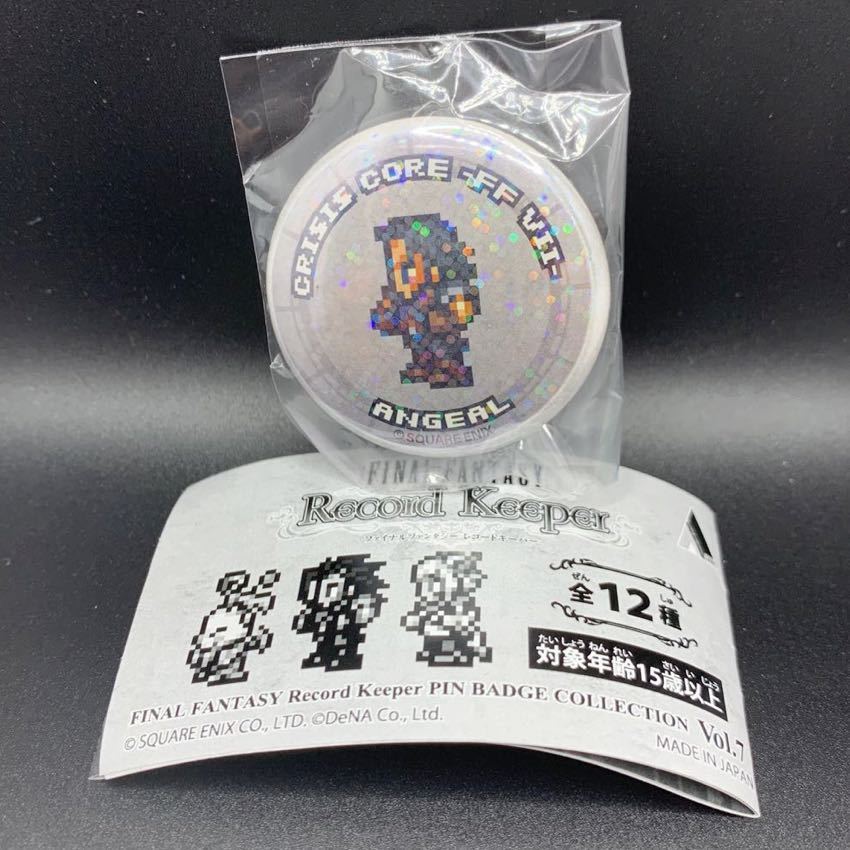 CRISIS CORE -FF VII-
ANGEAL
© SQUARE ENIX
FINAL FANTASY
Record Keeper
ファイナルファンタジー レコードキーパー
ぜん しゅ
全12種
たいしょうねんれい さいいじょう
対象年齢15歳以上
FINAL FANTASY Record Keeper PIN BADGE COLLECTION Vol.7
© SQUARE ENIX CO., LTD. ©DeNA Co., Ltd.
MADE IN JAPAN